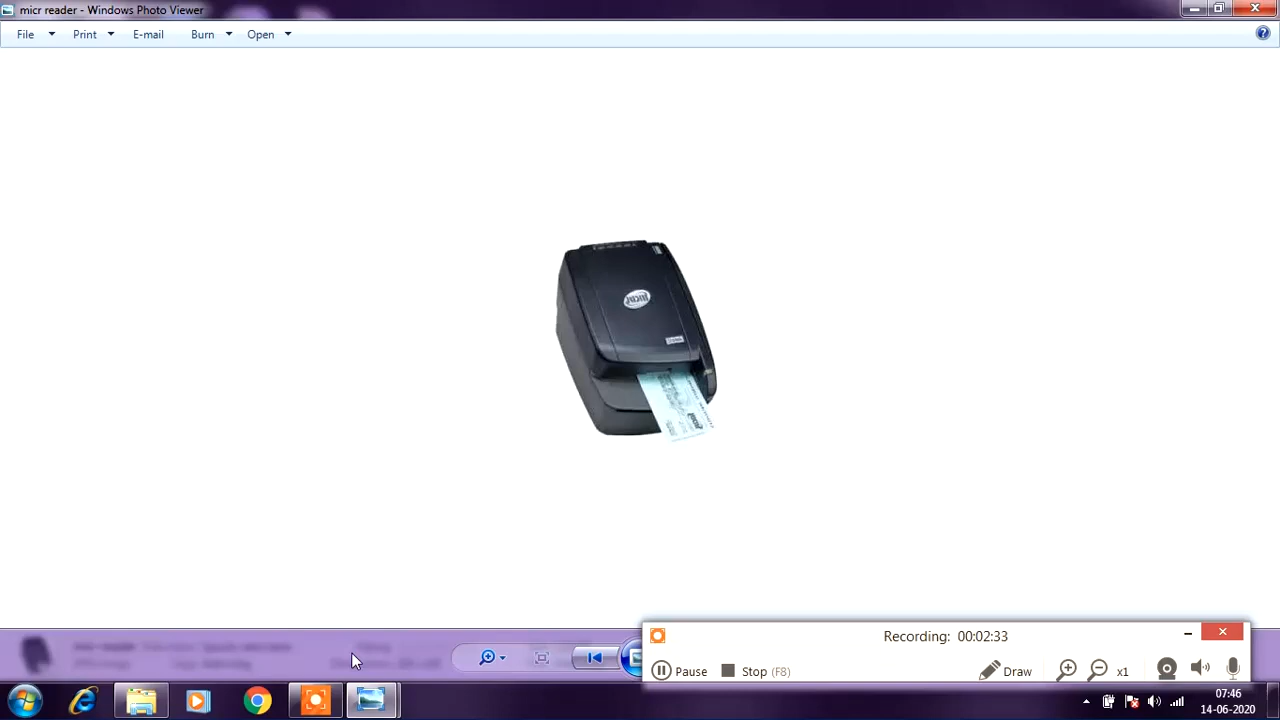 micr reader - Windows Photo Viewer
File Print E-mail Burn Open
Recording: 00:02:33
Pause Stop (F8) Draw x1
07:46
14-06-2020